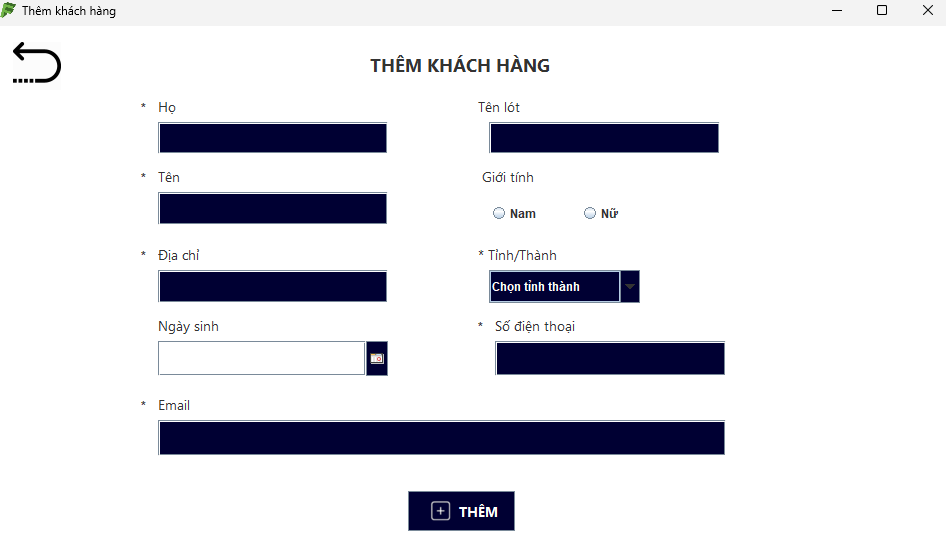 Thêm khách hàng
THÊM KHÁCH HÀNG
* Họ
Tên lót
* Tên
Giới tính
Nam
Nữ
* Địa chỉ
* Tỉnh/Thành
Chọn tỉnh thành
Ngày sinh
* Số điện thoại
* Email
THÊM